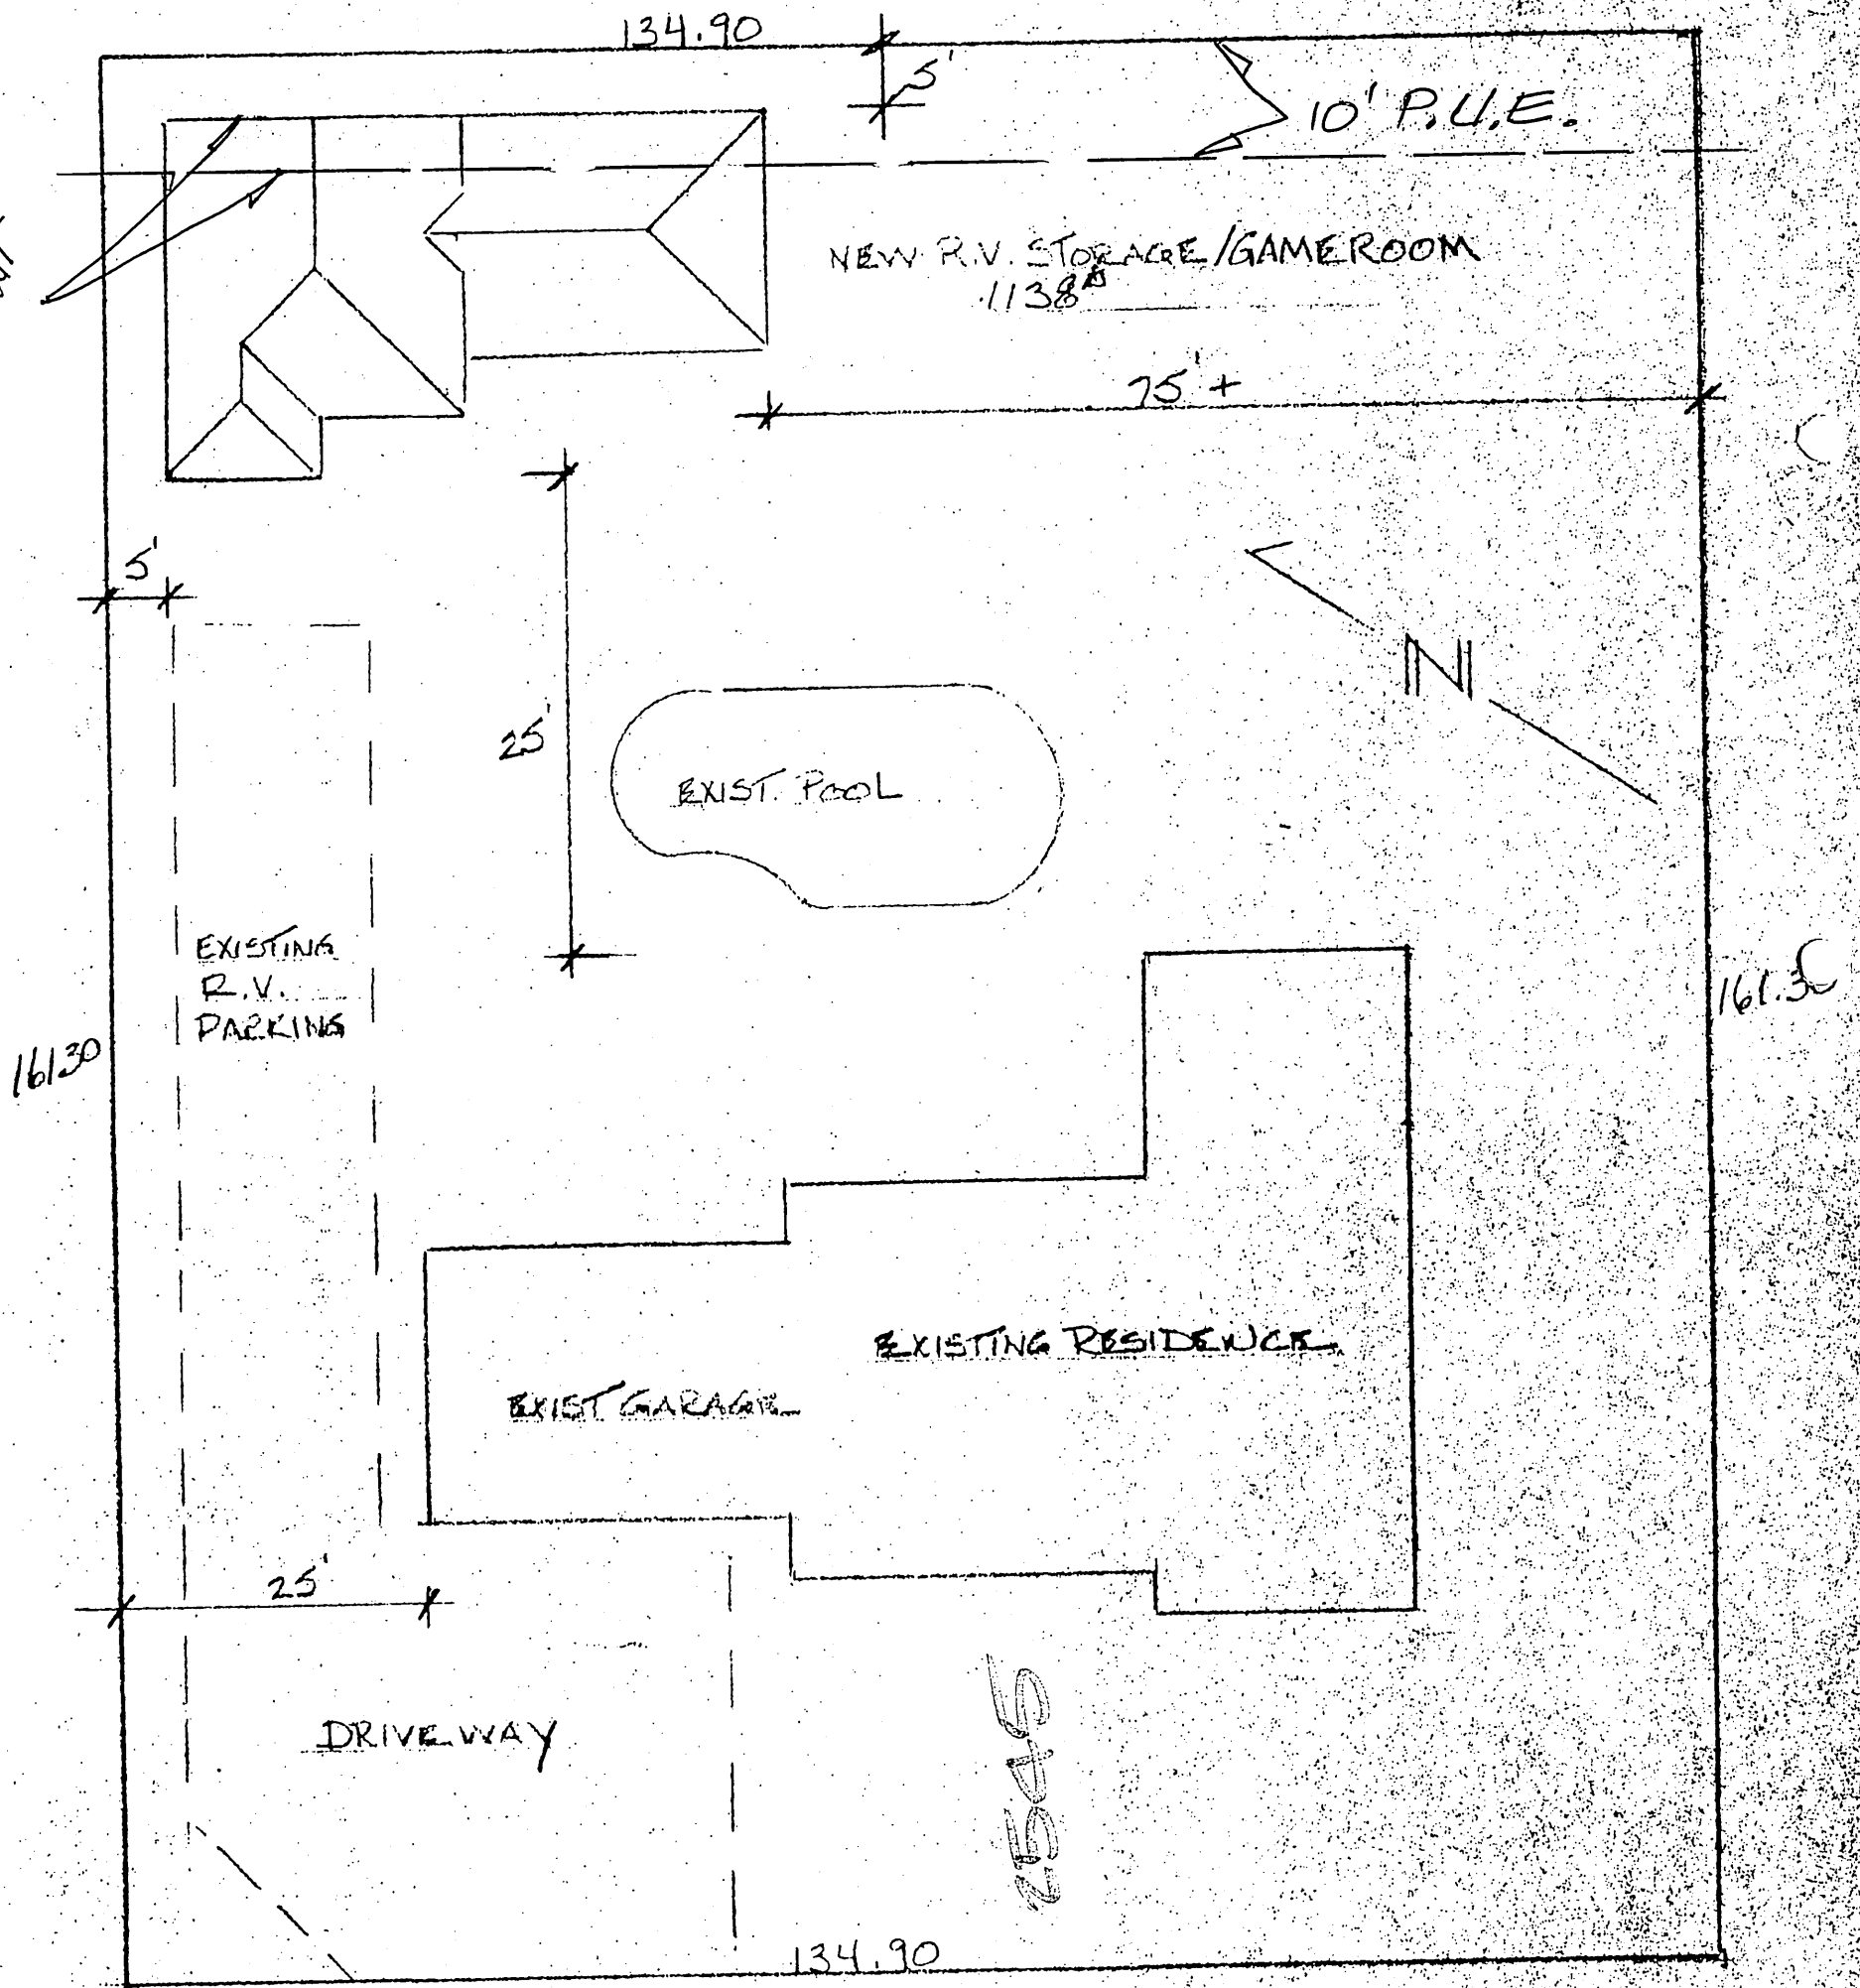 134.90
5'
10' P.U.E.
NEW R.V. STORAGE/GAMEROOM
1138
75'+
5'
N
25'
EXIST. POOL
EXISTING
R.V.
PARKING
16130
161.30
EXISTING RESIDENCE
EXIST GARAGE
25'
DRIVEWAY
2545
134.90